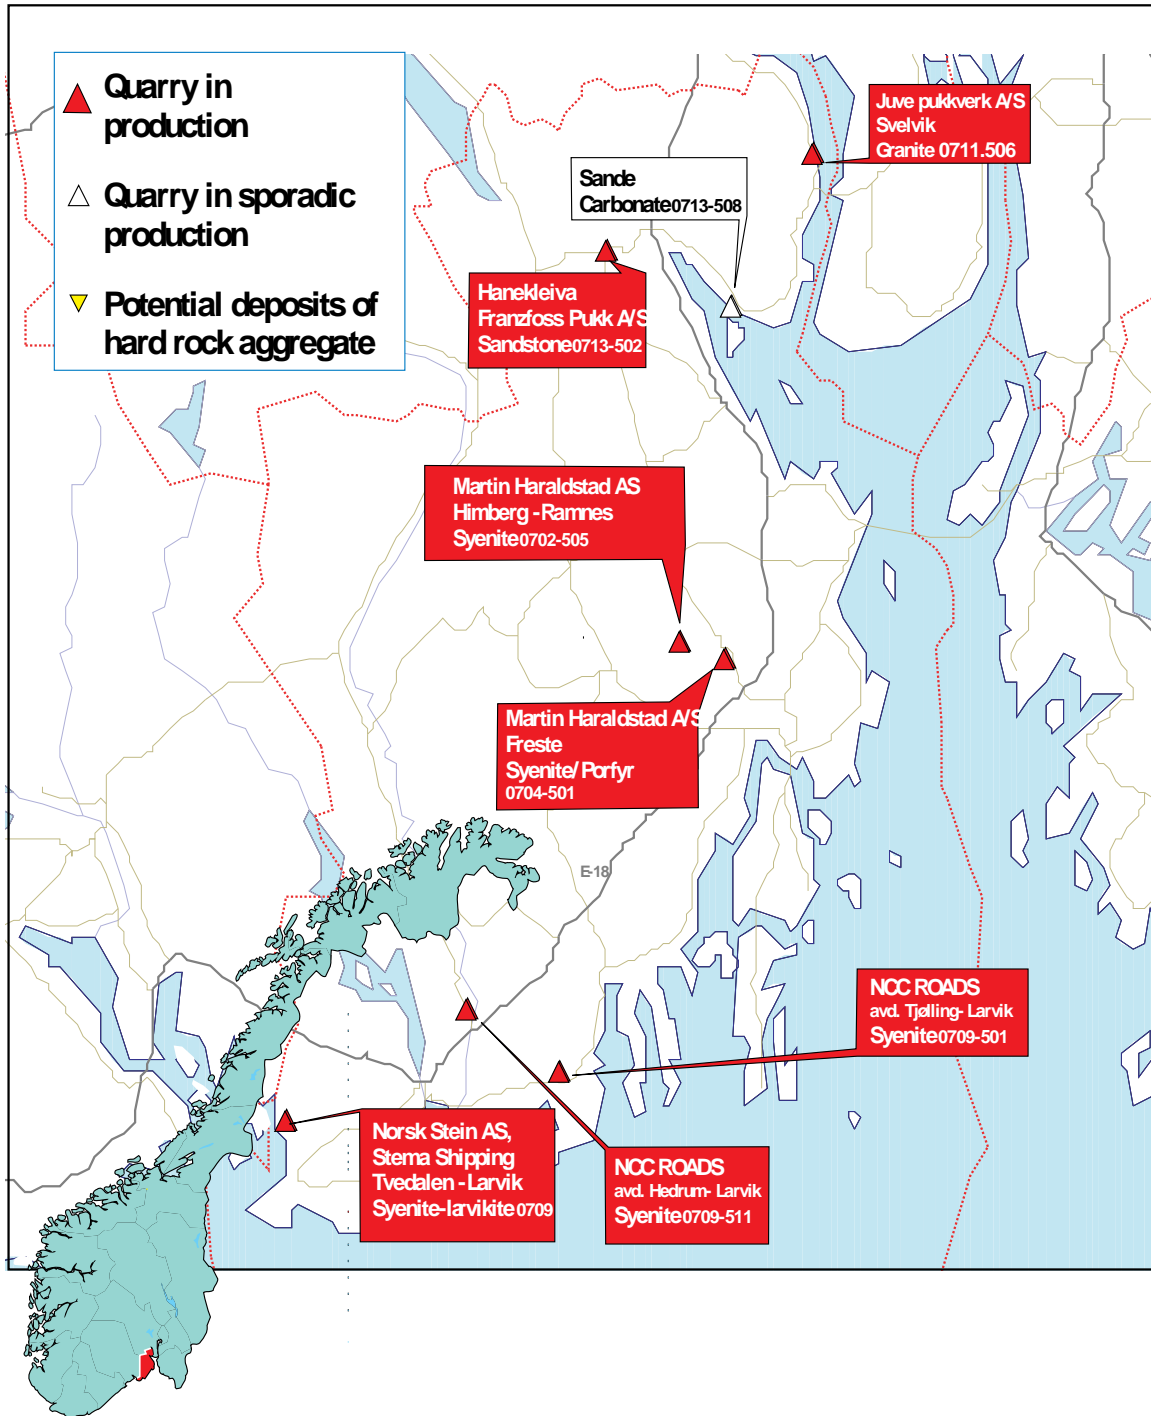 Quarry in
production
Quarry in sporadic
production
Potential deposits of
hard rock aggregate
Juve pukkverk A/S
Svelvik
Granite 0711.506
Sande
Carbonate 0713-508
Hanekleiva
Franzfoss Pukk A/S
Sandstone 0713-502
Martin Haraldstad AS
Himberg - Ramnes
Syenite 0702-505
Martin Haraldstad A/S
Freste
Syenite/ Porfyr
0704-501
E-18
NCC ROADS
avd. Tjølling- Larvik
Syenite 0709-501
Norsk Stein AS,
Stema Shipping
Tvedalen - Larvik
Syenite-larvikite 0709
NCC ROADS
avd. Hedrum- Larvik
Syenite 0709-511